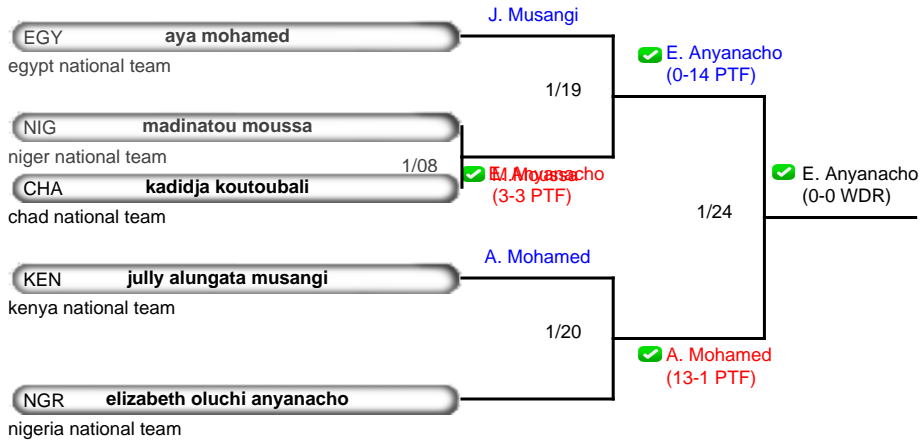 J. Musangi
EGY aya mohamed
egypt national team
E. Anyanacho
(0-14 PTF)
1/19
NIG madinatou moussa
niger national team
1/08
E. Anyanacho
M. Moussa
(3-3 PTF)
CHA kadidja koutoubali
chad national team
E. Anyanacho
(0-0 WDR)
1/24
A. Mohamed
KEN jully alungata musangi
kenya national team
1/20
A. Mohamed
(13-1 PTF)
NGR elizabeth oluchi anyanacho
nigeria national team